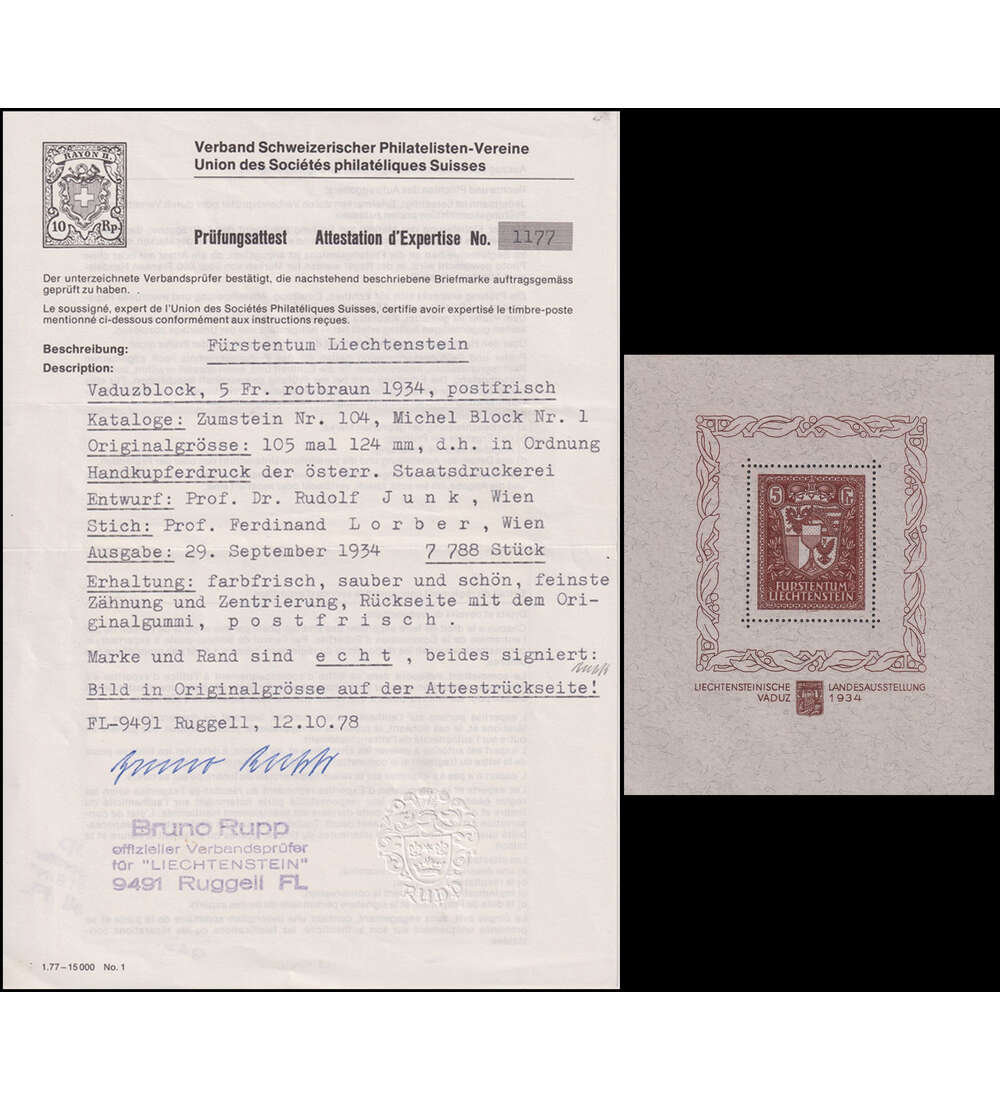 Verband Schweizerischer Philatelisten-Vereine
Union des Sociétés philatéliques Suisses
RAYON II.
10 Rp.
Prüfungsattest Attestation d'Expertise No. 1177
Der unterzeichnete Verbandsprüfer bestätigt, die nachstehend beschriebene Briefmarke auftragsgemäss
geprüft zu haben.
Le soussigné, expert de l'Union des Sociétés Philatéliques Suisses, certifie avoir expertisé le timbre-poste
mentionné ci-dessous conformément aux instructions reçues.
Beschreibung: Fürstentum Liechtenstein
Description:
Vaduzblock, 5 Fr. rotbraun 1934, postfrisch
Kataloge: Zumstein Nr. 104, Michel Block Nr. 1
Originalgrösse: 105 mal 124 mm, d.h. in Ordnung
Handkupferdruck der österr. Staatsdruckerei
Entwurf: Prof. Dr. Rudolf J u n k , Wien
Stich: Prof. Ferdinand L o r b e r , Wien
Ausgabe: 29. September 1934 7 788 Stück
Erhaltung: farbfrisch, sauber und schön, feinste
Zähnung und Zentrierung, Rückseite mit dem Ori-
ginalgummi, p o s t f r i s c h .
Marke und Rand sind e c h t , beides signiert:
Rupp
Bild in Originalgrösse auf der Attestrückseite!
FL-9491 Ruggell, 12.10.78
Bruno Rupp
Bruno Rupp
offizieller Verbandsprüfer
für "LIECHTENSTEIN"
9491 Ruggell FL
RUPP
1.77–15000 No. 1
5 Fr.
FÜRSTENTUM
LIECHTENSTEIN
LIECHTENSTEINISCHE LANDESAUSSTELLUNG
VADUZ 1934